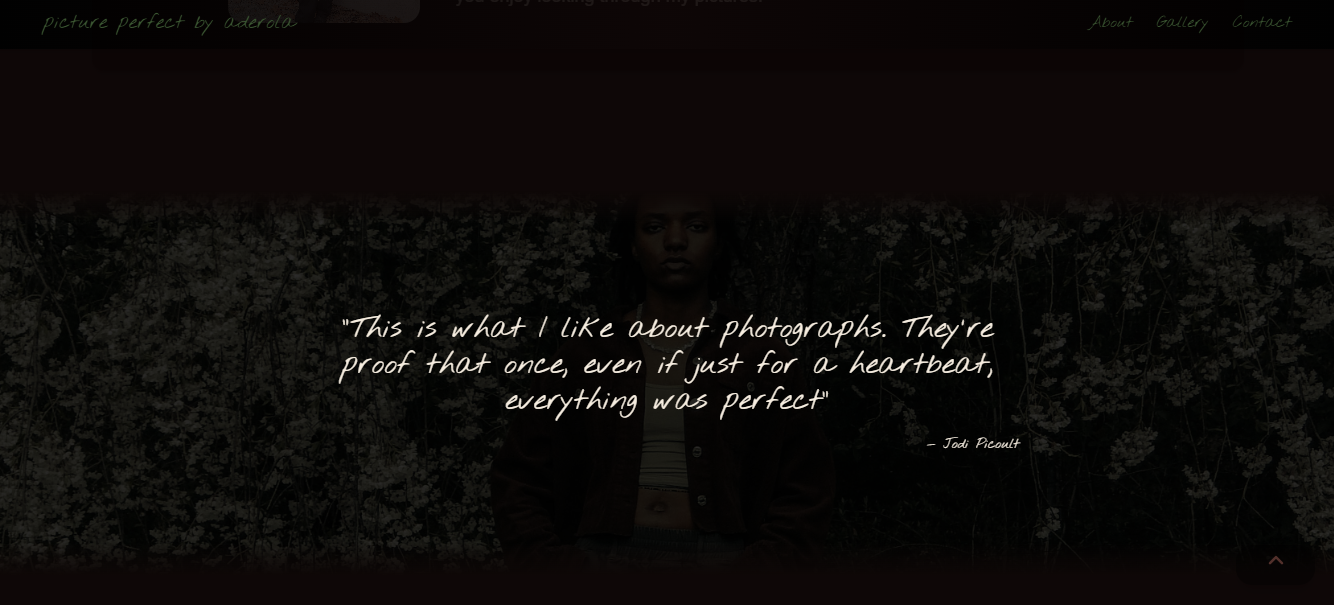 you enjoy looking through my pictures!
picture perfect by aderola
About Gallery Contact
"This is what I like about photographs. They're
proof that once, even if just for a heartbeat,
everything was perfect"
– Jodi Picoult